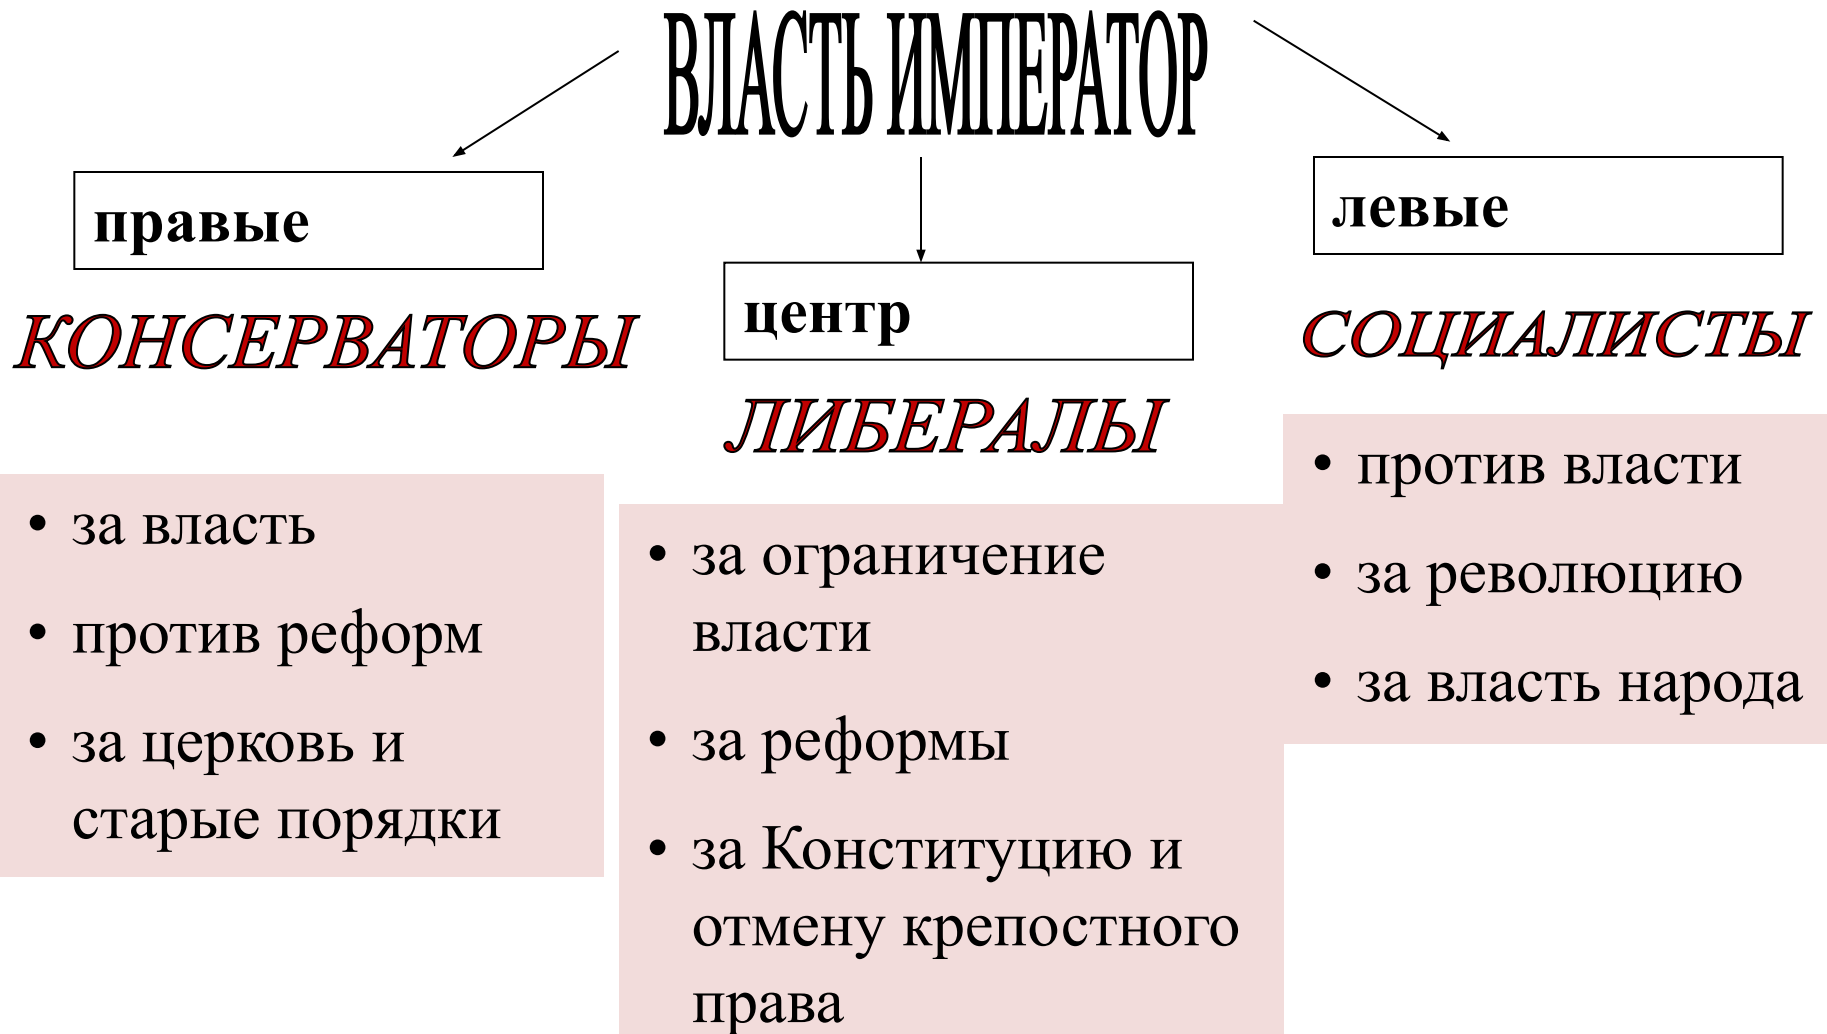 ВЛАСТЬ ИМПЕРАТОР
правые
КОНСЕРВАТОРЫ
• за власть
• против реформ
• за церковь и
старые порядки
центр
ЛИБЕРАЛЫ
• за ограничение
власти
• за реформы
• за Конституцию и
отмену крепостного
права
левые
СОЦИАЛИСТЫ
• против власти
• за революцию
• за власть народа